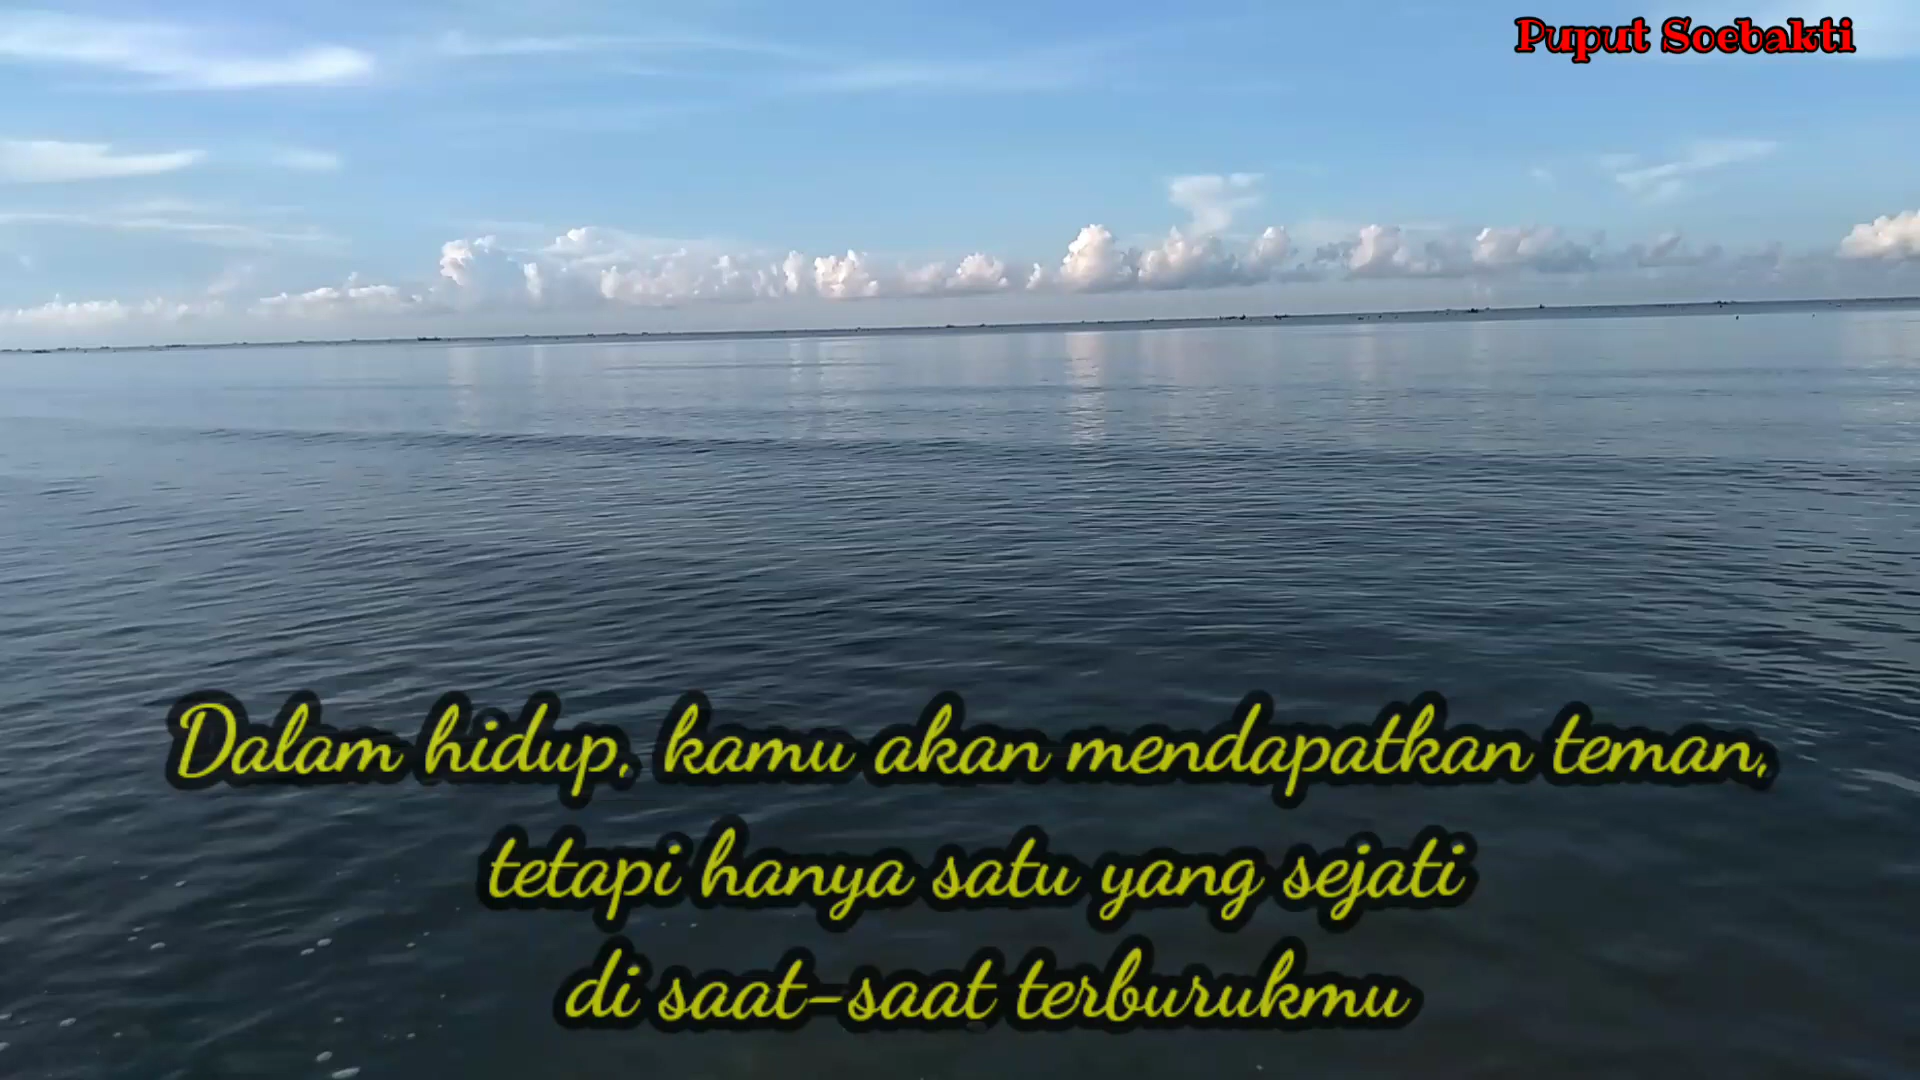 Puput Soebakti
Dalam hidup, kamu akan mendapatkan teman,
tetapi hanya satu yang sejati
di saat-saat terburukmu